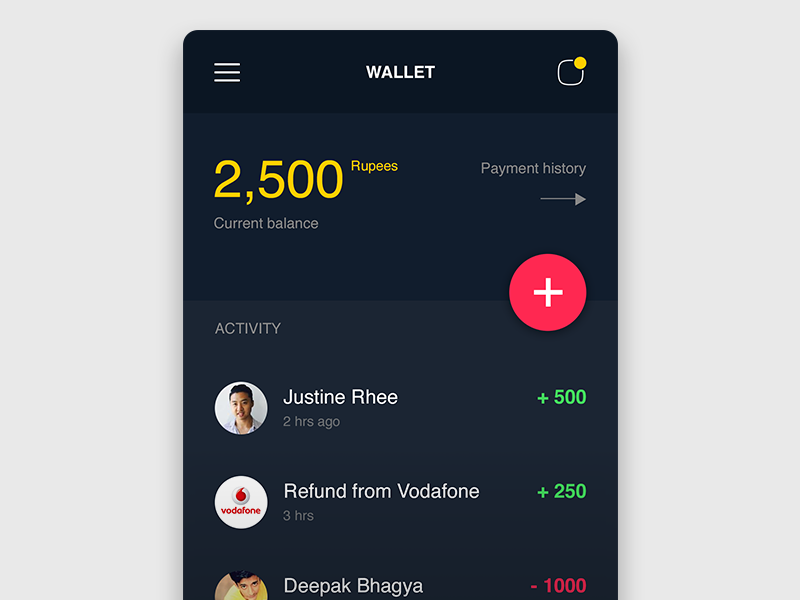 WALLET
2,500 Rupees
Payment history
Current balance
ACTIVITY
Justine Rhee
+ 500
2 hrs ago
Refund from Vodafone
+ 250
vodafone
3 hrs
Deepak Bhagya
- 1000